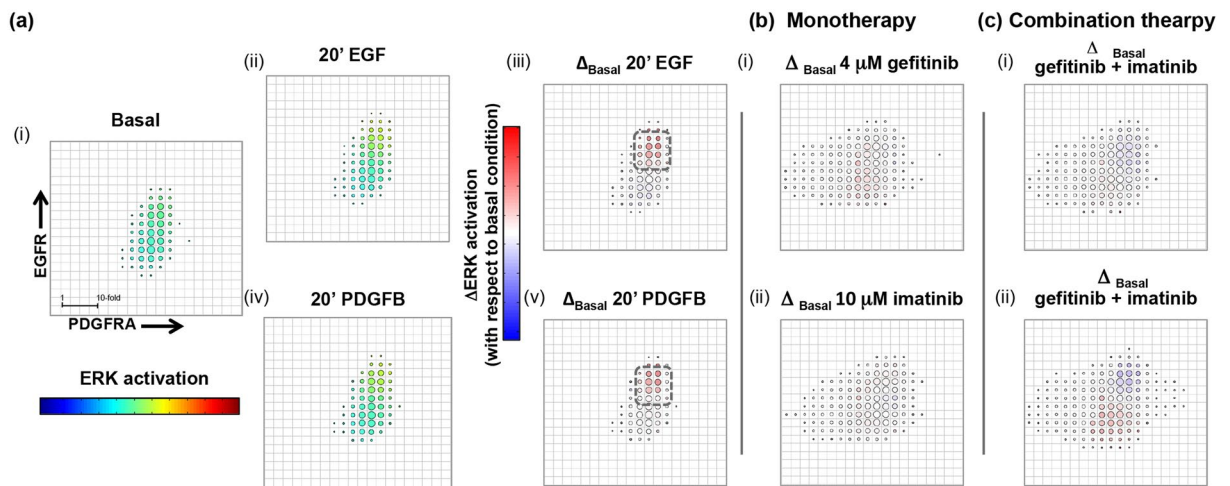 (a)
(b) Monotherapy
(c) Combination thearpy
(i)
Basal
EGFR
1
10-fold
PDGFRA
ERK activation
(ii)
20’ EGF
(iv)
20’ PDGFB
(iii)
Δ Basal 20’ EGF
ΔERK activation
(with respect to basal condition)
(v)
Δ Basal 20’ PDGFB
(i)
Δ Basal 4 μM gefitinib
(ii)
Δ Basal 10 μM imatinib
(i)
Δ Basal
gefitinib + imatinib
(ii)
Δ Basal
gefitinib + imatinib